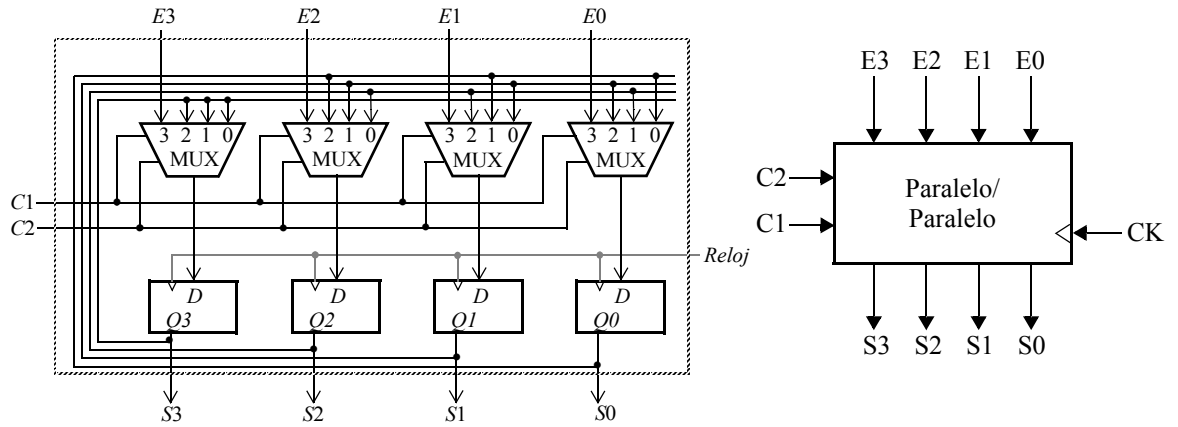 E3 E2 E1 E0
3 2 1 0 3 2 1 0 3 2 1 0 3 2 1 0
MUX MUX MUX MUX
C1
C2
Reloj
D D D D
Q3 Q2 Q1 Q0
S3 S2 S1 S0
E3 E2 E1 E0
C2
C1
Paralelo/
Paralelo
CK
S3 S2 S1 S0